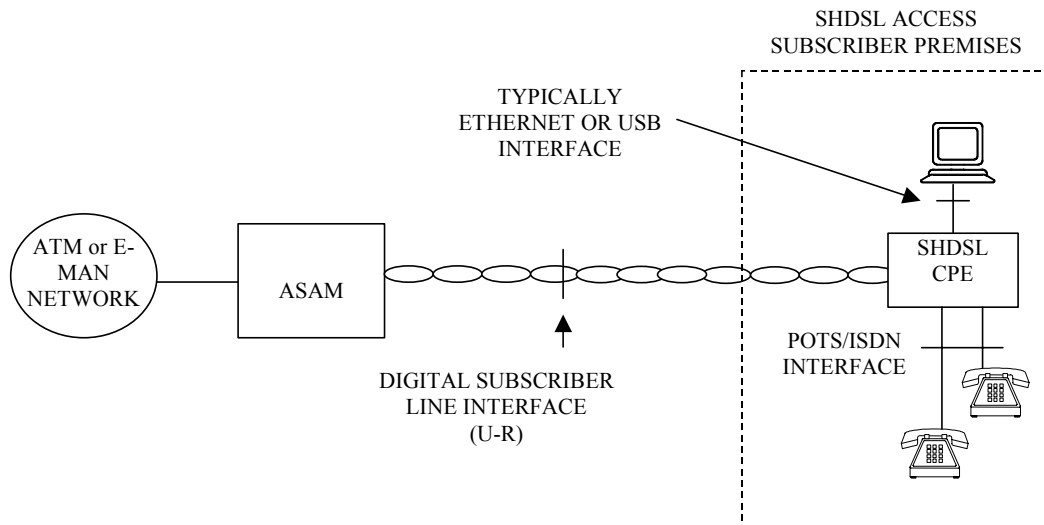 SHDSL ACCESS
SUBSCRIBER PREMISES
TYPICALLY
ETHERNET OR USB
INTERFACE
ATM or E-
MAN
NETWORK
ASAM
SHDSL
CPE
POTS/ISDN
INTERFACE
DIGITAL SUBSCRIBER
LINE INTERFACE
(U-R)